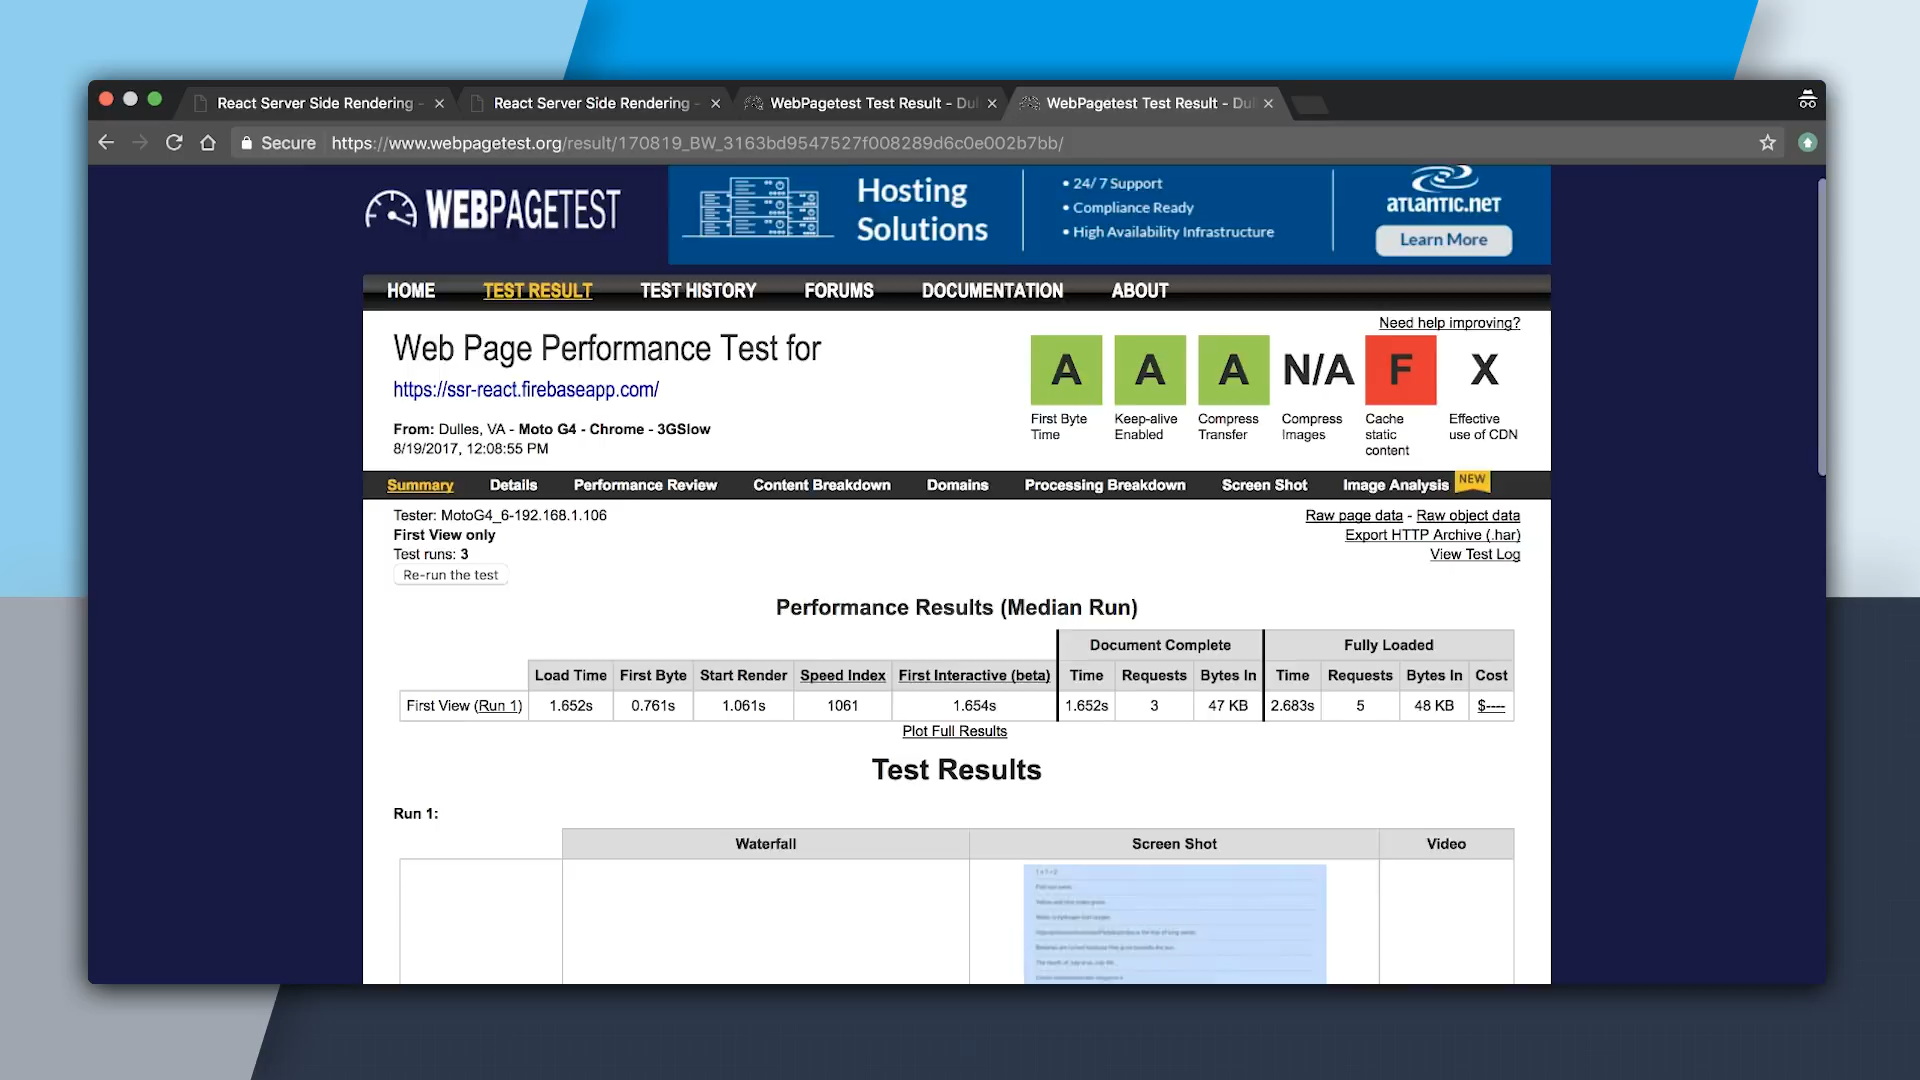 React Server Side Rendering -
React Server Side Rendering -
WebPagetest Test Result - Dul
WebPagetest Test Result - Dul
Secure
https://www.webpagetest.org/result/170819_BW_3163bd9547527f008289d6c0e002b7bb/
WEBPAGETEST
Hosting
Solutions
• 24/ 7 Support
• Compliance Ready
• High Availability Infrastructure
ATLANTIC.NET
Learn More
HOME TEST RESULT TEST HISTORY FORUMS DOCUMENTATION ABOUT
Need help improving?
Web Page Performance Test for
https://ssr-react.firebaseapp.com/
From: Dulles, VA - Moto G4 - Chrome - 3GSlow
8/19/2017, 12:08:55 PM
A A A N/A F X
First Byte Time
Keep-alive Enabled
Compress Transfer
Compress Images
Cache static content
Effective use of CDN
Summary Details Performance Review Content Breakdown Domains Processing Breakdown Screen Shot Image Analysis NEW
Tester: MotoG4_6-192.168.1.106
First View only
Test runs: 3
Re-run the test
Raw page data - Raw object data
Export HTTP Archive (.har)
View Test Log
Performance Results (Median Run)
Document Complete Fully Loaded
Load Time First Byte Start Render Speed Index First Interactive (beta) Time Requests Bytes In Time Requests Bytes In Cost
First View (Run 1) 1.652s 0.761s 1.061s 1061 1.654s 1.652s 3 47 KB 2.683s 5 48 KB $----
Plot Full Results
Test Results
Run 1:
Waterfall Screen Shot Video